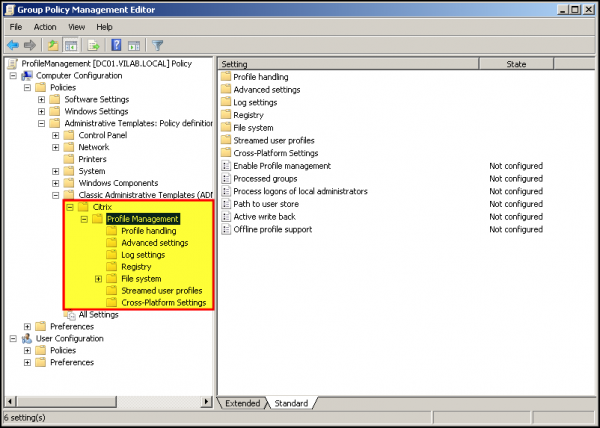 Group Policy Management Editor
File Action View Help
ProfileManagement [DC01.VILAB.LOCAL] Policy
Computer Configuration
Policies
Software Settings
Windows Settings
Administrative Templates: Policy definition
Control Panel
Network
Printers
System
Windows Components
Classic Administrative Templates (ADM
Citrix
Profile Management
Profile handling
Advanced settings
Log settings
Registry
File system
Streamed user profiles
Cross-Platform Settings
All Settings
Preferences
User Configuration
Policies
Preferences
Setting State
Profile handling
Advanced settings
Log settings
Registry
File system
Streamed user profiles
Cross-Platform Settings
Enable Profile management Not configured
Processed groups Not configured
Process logons of local administrators Not configured
Path to user store Not configured
Active write back Not configured
Offline profile support Not configured
Extended Standard
6 setting(s)